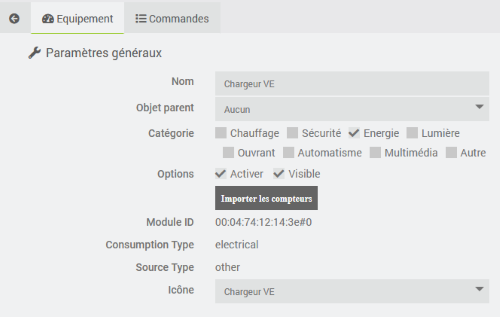 Equipement Commandes
Paramètres généraux
Nom Chargeur VE
Objet parent Aucun
Catégorie Chauffage Sécurité Energie Lumière
Ouvrant Automatisme Multimédia Autre
Options Activer Visible
Importer les compteurs
Module ID 00:04:74:12:14:3e#0
Consumption Type electrical
Source Type other
Icône Chargeur VE